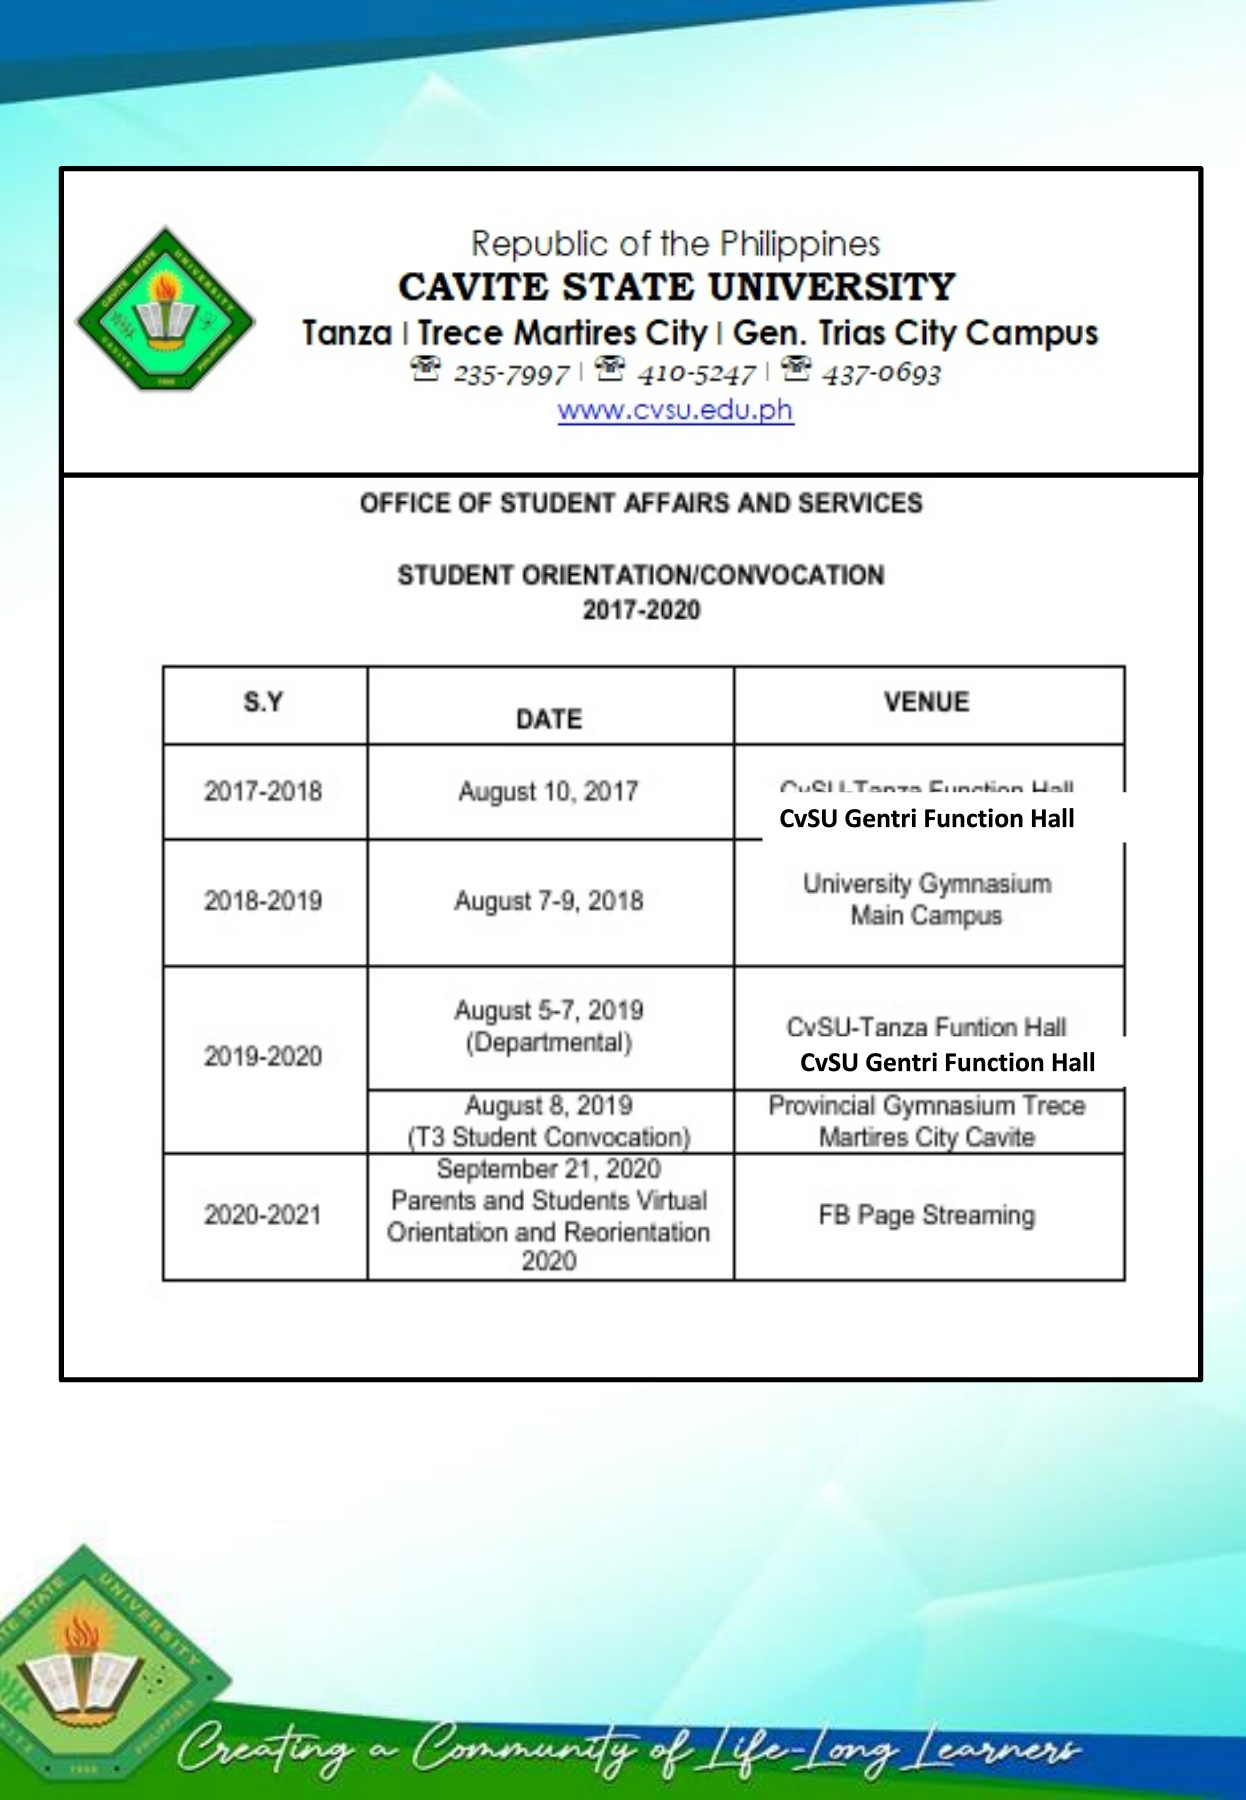 Republic of the Philippines
CAVITE STATE UNIVERSITY
Tanza | Trece Martires City | Gen. Trias City Campus
☏ 235-7997 | ☏ 410-5247 | ☏ 437-0693
www.cvsu.edu.ph
CAVITE STATE UNIVERSITY
CAVITE PHILIPPINES
1906
OFFICE OF STUDENT AFFAIRS AND SERVICES
STUDENT ORIENTATION/CONVOCATION
2017-2020
S.Y
DATE
VENUE
2017-2018
August 10, 2017
CvSU-Tanza Function Hall
CvSU Gentri Function Hall
2018-2019
August 7-9, 2018
University Gymnasium
Main Campus
2019-2020
August 5-7, 2019
(Departmental)
CvSU-Tanza Funtion Hall
CvSU Gentri Function Hall
August 8, 2019
(T3 Student Convocation)
Provincial Gymnasium Trece
Martires City Cavite
2020-2021
September 21, 2020
Parents and Students Virtual
Orientation and Reorientation
2020
FB Page Streaming
STATE UNIVERSITY
PHILIPPINES
1906
Creating a Community of Life-Long Learners